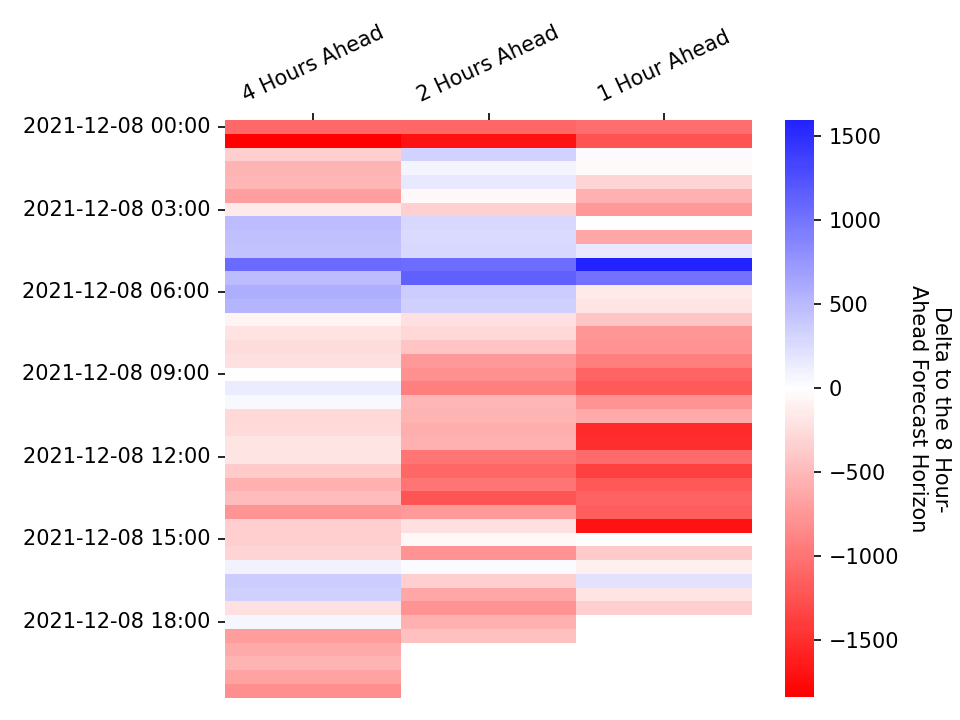 4 Hours Ahead
2 Hours Ahead
1 Hour Ahead
2021-12-08 00:00
2021-12-08 03:00
2021-12-08 06:00
2021-12-08 09:00
2021-12-08 12:00
2021-12-08 15:00
2021-12-08 18:00
1500
1000
500
0
−500
−1000
−1500
Delta to the 8 Hour-
Ahead Forecast Horizon